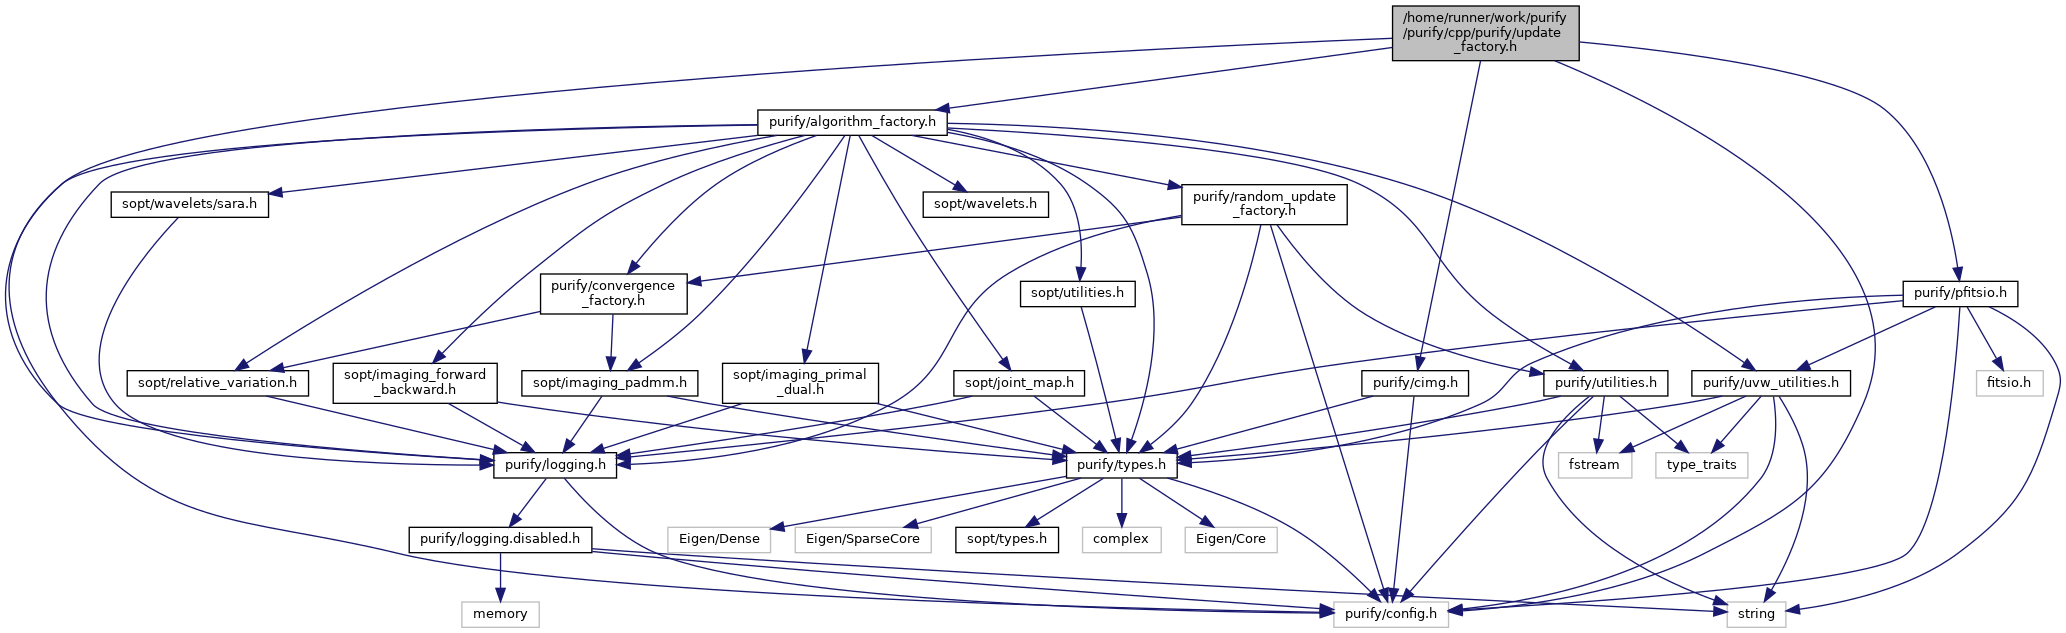 /home/runner/work/purify
/purify/cpp/purify/update
_factory.h
purify/algorithm_factory.h
sopt/wavelets/sara.h
sopt/wavelets.h
purify/random_update
_factory.h
purify/convergence
_factory.h
sopt/utilities.h
purify/pfitsio.h
sopt/relative_variation.h
sopt/imaging_forward
_backward.h
sopt/imaging_padmm.h
sopt/imaging_primal
_dual.h
sopt/joint_map.h
purify/cimg.h
purify/utilities.h
purify/uvw_utilities.h
fitsio.h
purify/logging.h
purify/types.h
fstream
type_traits
purify/logging.disabled.h
Eigen/Dense
Eigen/SparseCore
sopt/types.h
complex
Eigen/Core
memory
purify/config.h
string